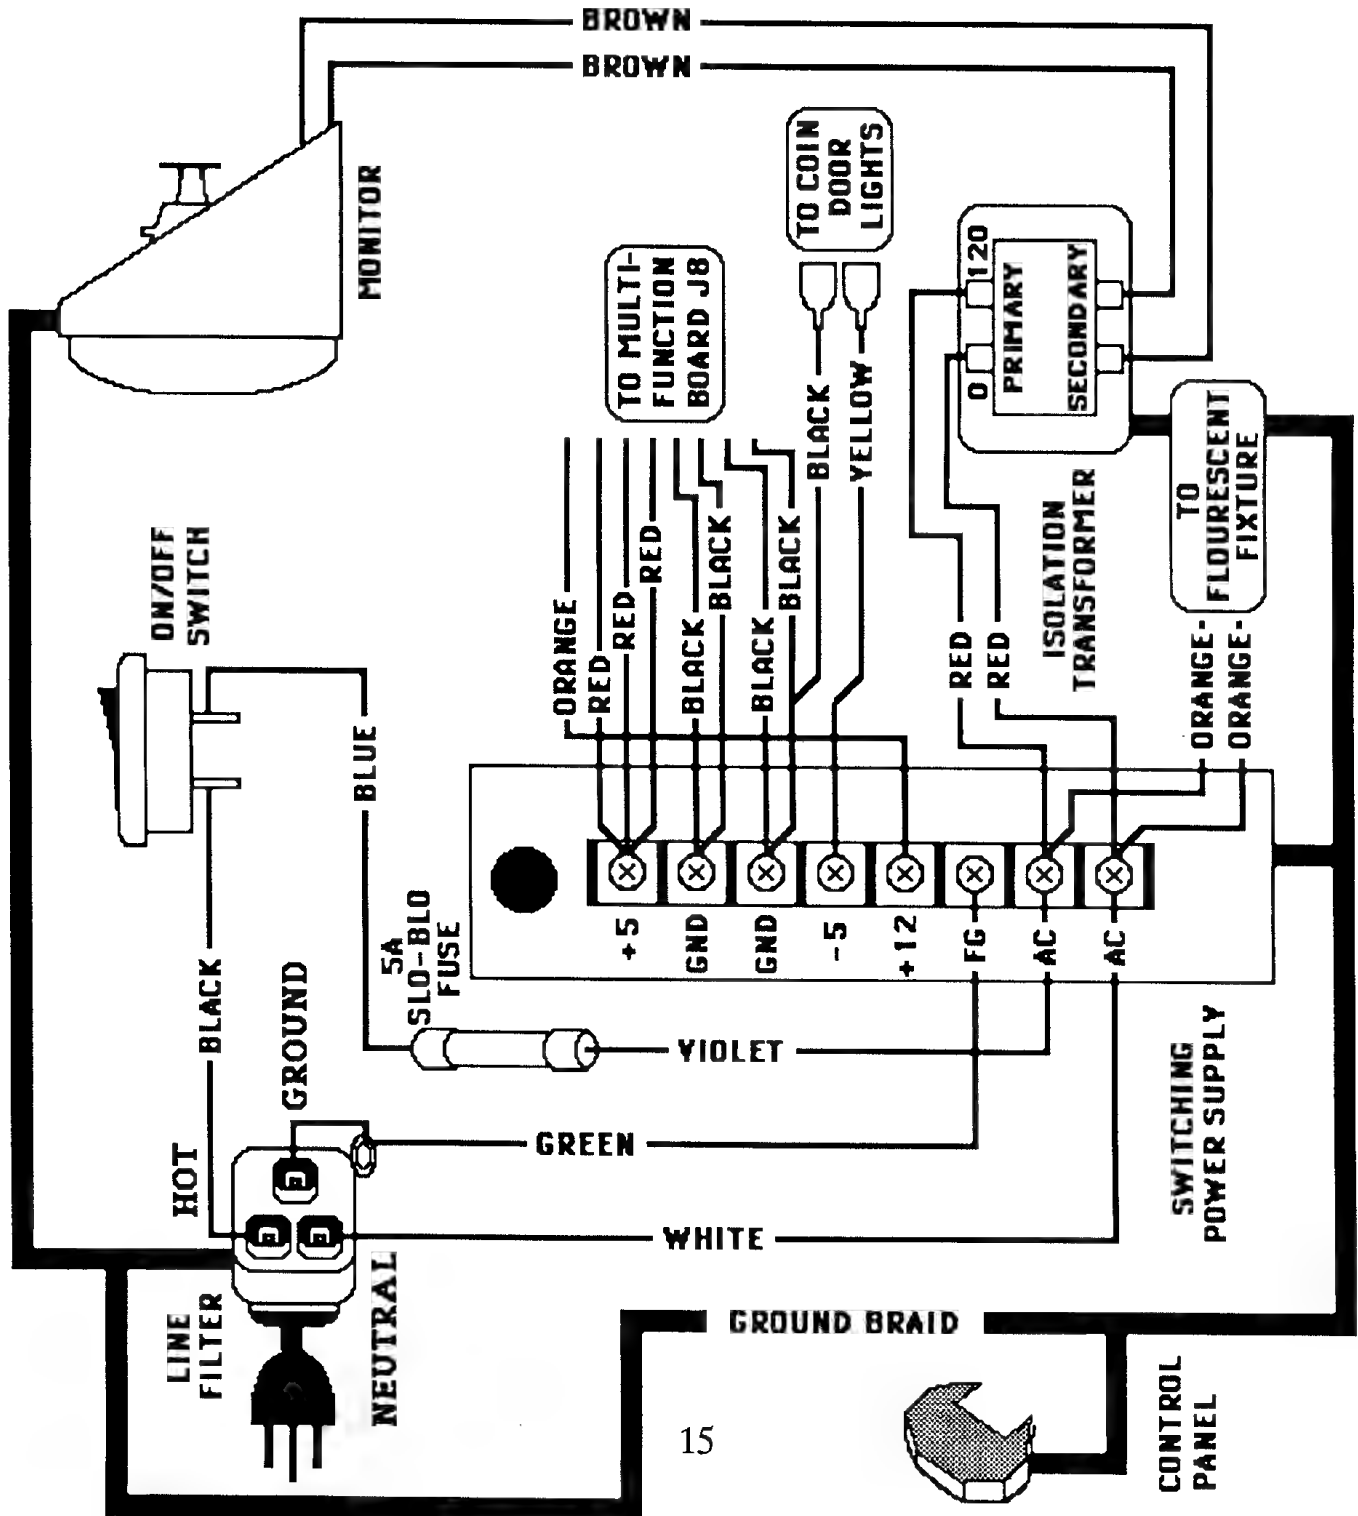 BROWN
BROWN
MONITOR
TO COIN
DOOR
LIGHTS
TO MULTI-
FUNCTION
BOARD J8
0
120
PRIMARY
SECONDARY
ISOLATION
TRANSFORMER
TO
FLOURESCENT
FIXTURE
ON/OFF
SWITCH
BLUE
ORANGE
RED
RED
RED
BLACK
BLACK
BLACK
BLACK
BLACK
YELLOW
RED
RED
ORANGE-
ORANGE-
BLACK
GROUND
5A
SLO-BLO
FUSE
+5
GND
GND
-5
+12
FG
AC
AC
VIOLET
SWITCHING
POWER SUPPLY
HOT
GREEN
WHITE
LINE
FILTER
NEUTRAL
GROUND BRAID
CONTROL
PANEL
15